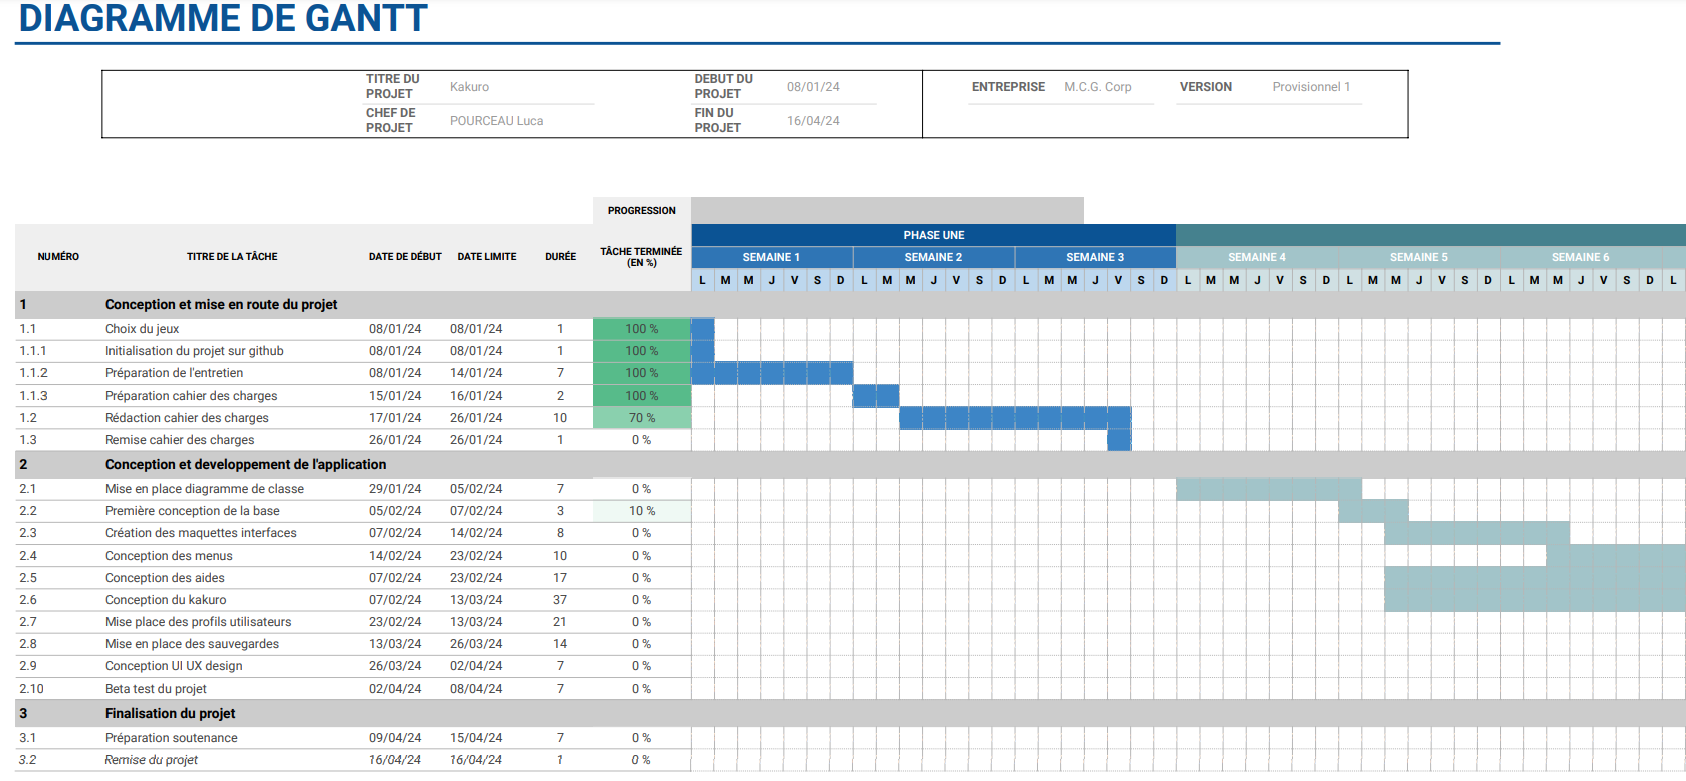 DIAGRAMME DE GANTT
TITRE DU PROJET Kakuro DEBUT DU PROJET 08/01/24 ENTREPRISE M.C.G. Corp VERSION Provisionnel 1
CHEF DE PROJET POURCEAU Luca FIN DU PROJET 16/04/24
PROGRESSION
PHASE UNE
NUMÉRO TITRE DE LA TÂCHE DATE DE DÉBUT DATE LIMITE DURÉE TÂCHE TERMINÉE (EN %) SEMAINE 1 SEMAINE 2 SEMAINE 3 SEMAINE 4 SEMAINE 5 SEMAINE 6
L M M J V S D L M M J V S D L M M J V S D L M M J V S D L M M J V S D L M M J V S D L
1 Conception et mise en route du projet
1.1 Choix du jeux 08/01/24 08/01/24 1 100 %
1.1.1 Initialisation du projet sur github 08/01/24 08/01/24 1 100 %
1.1.2 Préparation de l'entretien 08/01/24 14/01/24 7 100 %
1.1.3 Préparation cahier des charges 15/01/24 16/01/24 2 100 %
1.2 Rédaction cahier des charges 17/01/24 26/01/24 10 70 %
1.3 Remise cahier des charges 26/01/24 26/01/24 1 0 %
2 Conception et developpement de l'application
2.1 Mise en place diagramme de classe 29/01/24 05/02/24 7 0 %
2.2 Première conception de la base 05/02/24 07/02/24 3 10 %
2.3 Création des maquettes interfaces 07/02/24 14/02/24 8 0 %
2.4 Conception des menus 14/02/24 23/02/24 10 0 %
2.5 Conception des aides 07/02/24 23/02/24 17 0 %
2.6 Conception du kakuro 07/02/24 13/03/24 37 0 %
2.7 Mise place des profils utilisateurs 23/02/24 13/03/24 21 0 %
2.8 Mise en place des sauvegardes 13/03/24 26/03/24 14 0 %
2.9 Conception UI UX design 26/03/24 02/04/24 7 0 %
2.10 Beta test du projet 02/04/24 08/04/24 7 0 %
3 Finalisation du projet
3.1 Préparation soutenance 09/04/24 15/04/24 7 0 %
3.2 Remise du projet 16/04/24 16/04/24 1 0 %